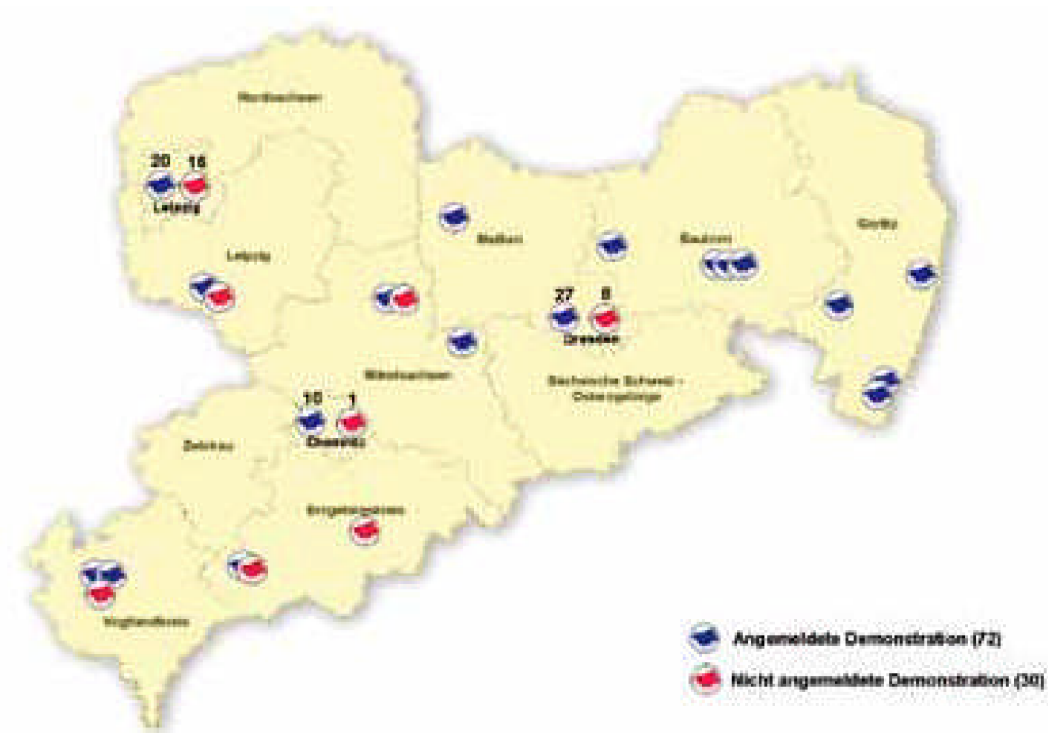 Nordsachsen
20 16
Leipzig
Leipzig
Meißen
Bautzen
Görlitz
27 8
Dresden
Mittelsachsen
Sächsische Schweiz -
Osterzgebirge
10 1
Chemnitz
Zwickau
Erzgebirgskreis
Vogtlandkreis
Angemeldete Demonstration (72)
Nicht angemeldete Demonstration (30)